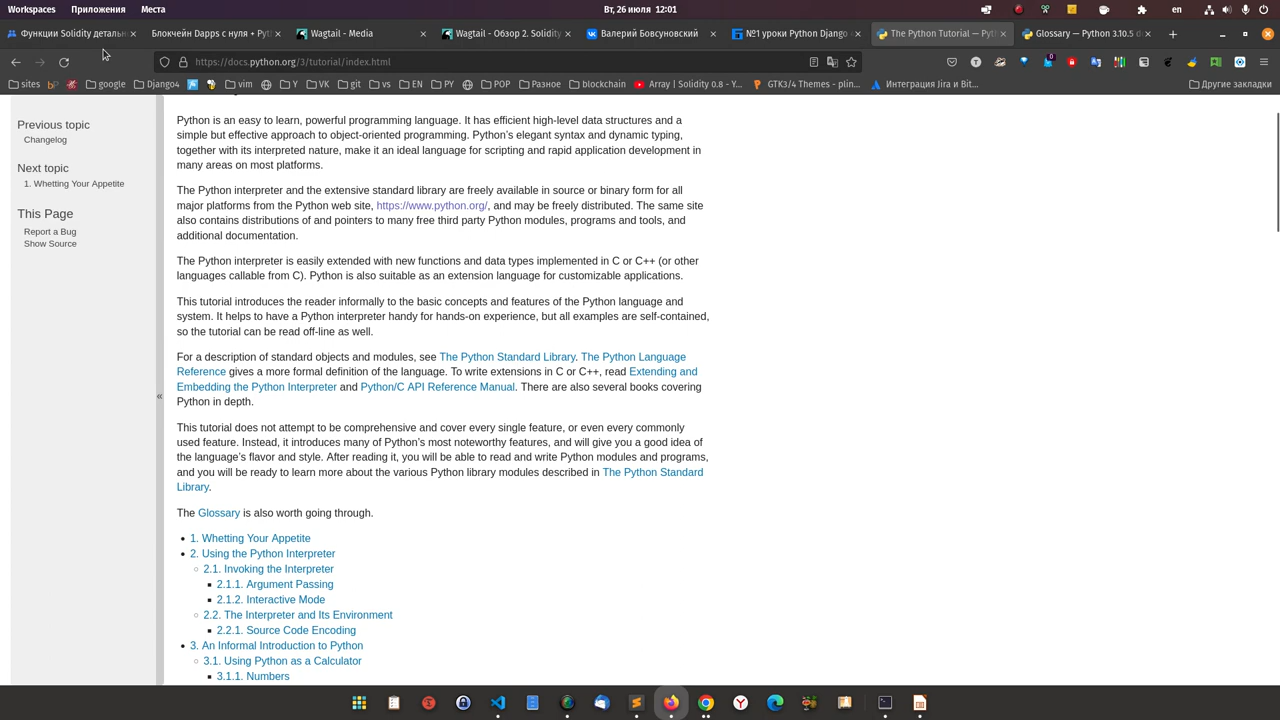 Workspaces Приложения Места Вт, 26 июля 12:01 en
Функции Solidity детальн Блокчейн Dapps с нуля + Pyt Wagtail - Media Wagtail - Обзор 2. Solidity Валерий Бовсуновский №1 уроки Python Django The Python Tutorial — Pyth Glossary — Python 3.10.5 d
https://docs.python.org/3/tutorial/index.html
sites google Django4 vim Y VK git vs EN PY POP Разное blockchain Array | Solidity 0.8 - Y… GTK3/4 Themes - plin… Интеграция Jira и Bit… Другие закладки
Previous topic
Changelog
Next topic
1. Whetting Your Appetite
This Page
Report a Bug
Show Source
«
Python is an easy to learn, powerful programming language. It has efficient high-level data structures and a
simple but effective approach to object-oriented programming. Python's elegant syntax and dynamic typing,
together with its interpreted nature, make it an ideal language for scripting and rapid application development in
many areas on most platforms.
The Python interpreter and the extensive standard library are freely available in source or binary form for all
major platforms from the Python web site, https://www.python.org/, and may be freely distributed. The same site
also contains distributions of and pointers to many free third party Python modules, programs and tools, and
additional documentation.
The Python interpreter is easily extended with new functions and data types implemented in C or C++ (or other
languages callable from C). Python is also suitable as an extension language for customizable applications.
This tutorial introduces the reader informally to the basic concepts and features of the Python language and
system. It helps to have a Python interpreter handy for hands-on experience, but all examples are self-contained,
so the tutorial can be read off-line as well.
For a description of standard objects and modules, see The Python Standard Library. The Python Language
Reference gives a more formal definition of the language. To write extensions in C or C++, read Extending and
Embedding the Python Interpreter and Python/C API Reference Manual. There are also several books covering
Python in depth.
This tutorial does not attempt to be comprehensive and cover every single feature, or even every commonly
used feature. Instead, it introduces many of Python's most noteworthy features, and will give you a good idea of
the language's flavor and style. After reading it, you will be able to read and write Python modules and programs,
and you will be ready to learn more about the various Python library modules described in The Python Standard
Library.
The Glossary is also worth going through.
1. Whetting Your Appetite
2. Using the Python Interpreter
2.1. Invoking the Interpreter
2.1.1. Argument Passing
2.1.2. Interactive Mode
2.2. The Interpreter and Its Environment
2.2.1. Source Code Encoding
3. An Informal Introduction to Python
3.1. Using Python as a Calculator
3.1.1. Numbers